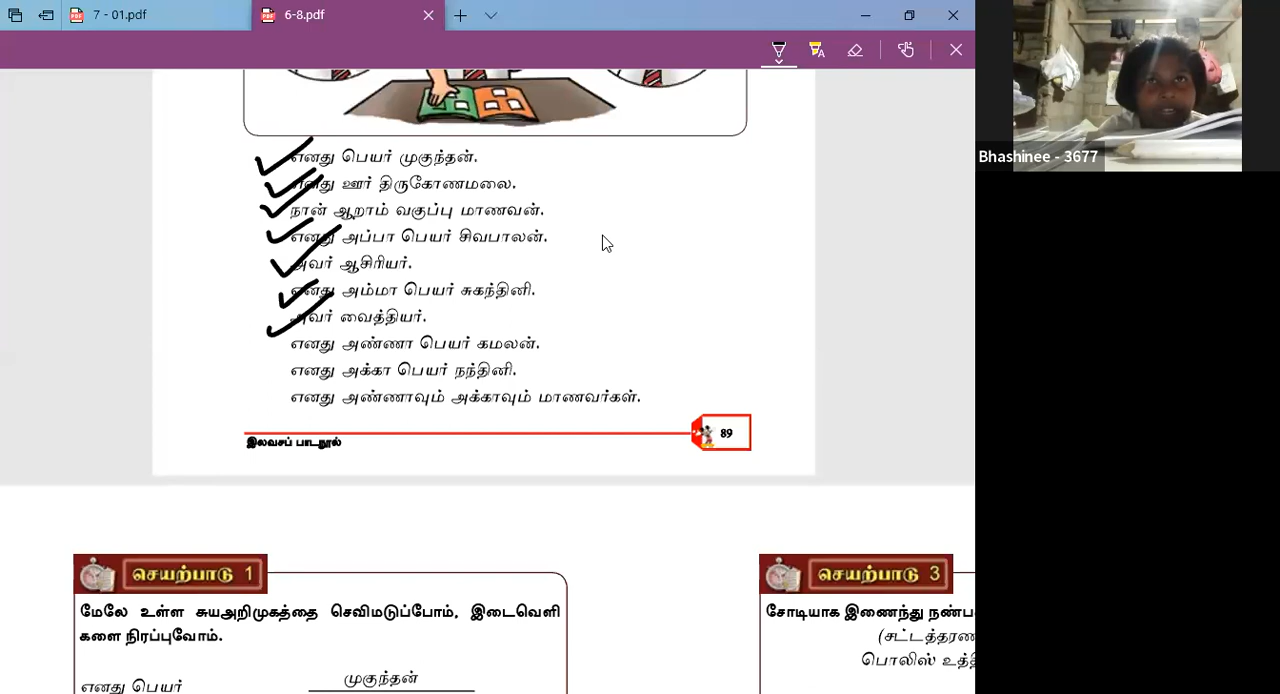 7 - 01.pdf
6-8.pdf
Bhashinee - 3677
எனது பெயர் முகுந்தன்.
எனது ஊர் திருகோணமலை.
நான் ஆறாம் வகுப்பு மாணவன்.
எனது அப்பா பெயர் சிவபாலன்.
அவர் ஆசிரியர்.
எனது அம்மா பெயர் சுகந்தினி.
அவர் வைத்தியர்.
எனது அண்ணா பெயர் கமலன்.
எனது அக்கா பெயர் நந்தினி.
எனது அண்ணாவும் அக்காவும் மாணவர்கள்.
இலவசப் பாடநூல்
89
செயற்பாடு 1
மேலே உள்ள சுயஅறிமுகத்தை செவிமடுப்போம், இடைவெளி
களை நிரப்புவோம்.
எனது பெயர் முகுந்தன்
செயற்பாடு 3
சோடியாக இணைந்து
(சட்டத்தரண
பொலிஸ்